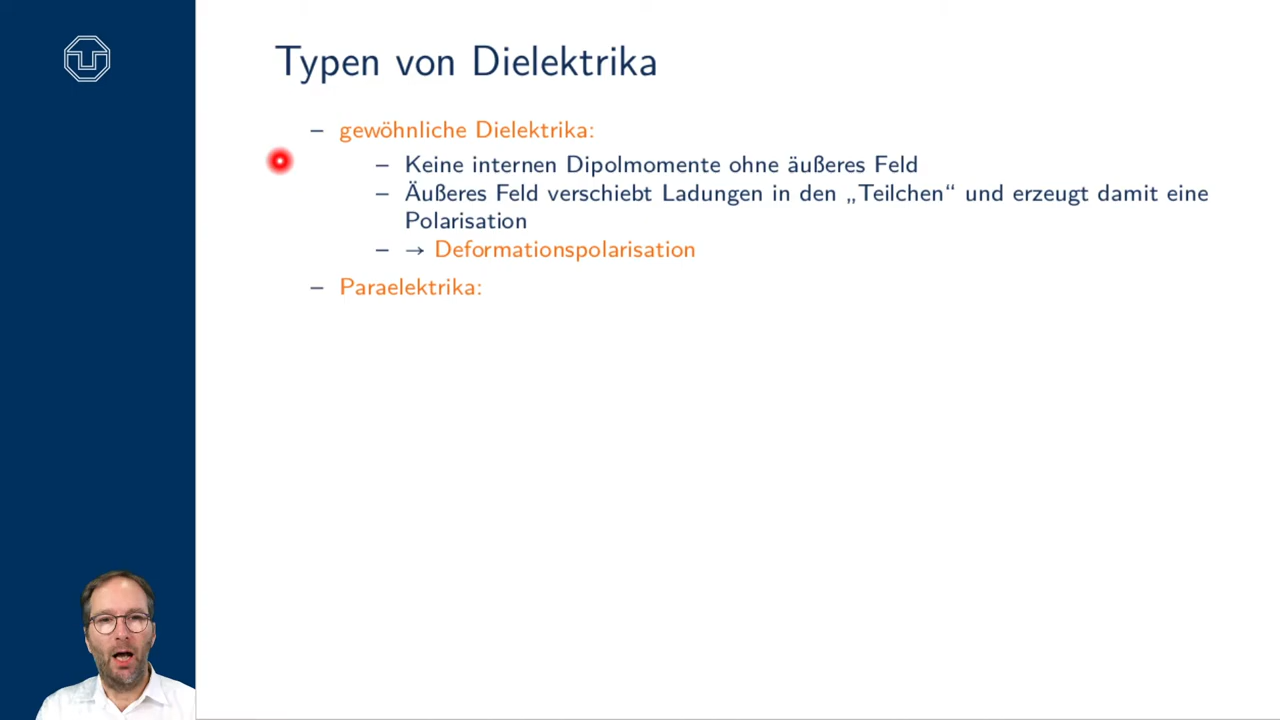 Typen von Dielektrika
– gewöhnliche Dielektrika:
– Keine internen Dipolmomente ohne äußeres Feld
– Äußeres Feld verschiebt Ladungen in den „Teilchen“ und erzeugt damit eine
Polarisation
– → Deformationspolarisation
– Paraelektrika: